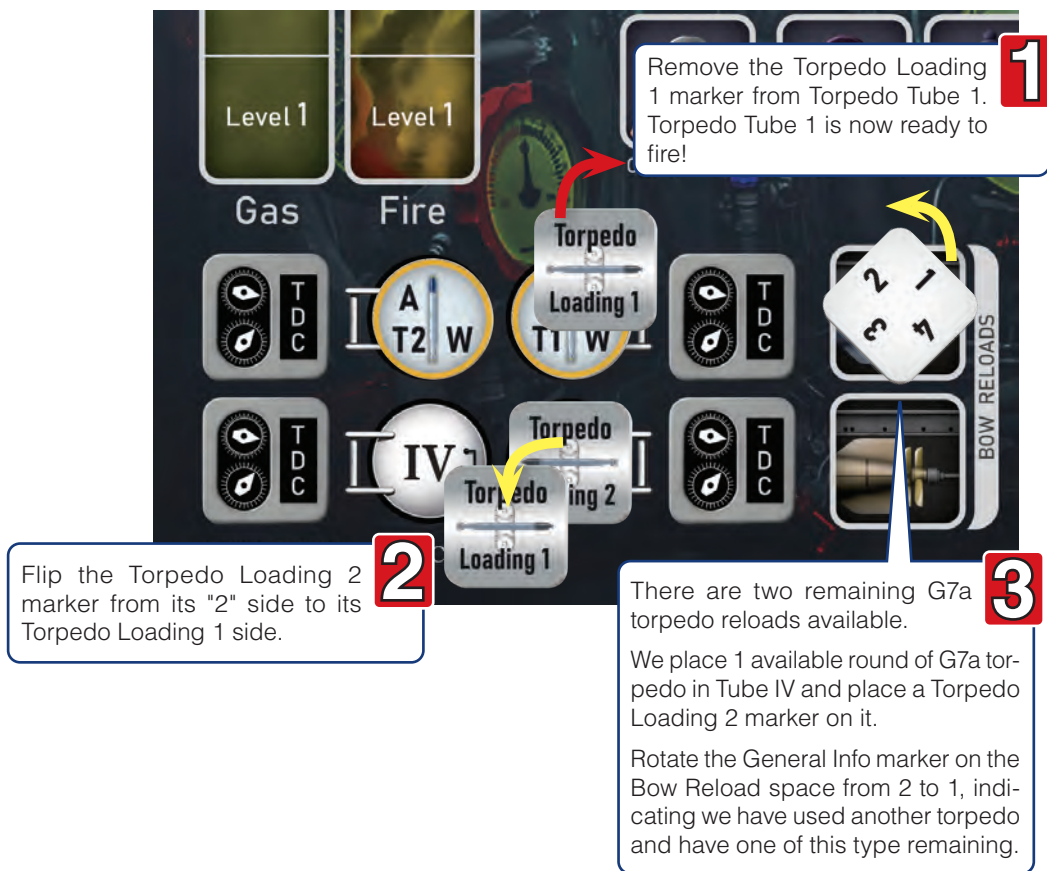 Level 1
Level 1
Gas
Fire
Remove the Torpedo Loading
1 marker from Torpedo Tube 1.
Torpedo Tube 1 is now ready to
fire!
1
Torpedo
Loading 1
TDC
A
T2 W
T1 W
TDC
2 1
3 4
BOW RELOADS
TDC
IV
Torpedo
ing 2
Torpedo
Loading 1
TDC
Flip the Torpedo Loading 2
marker from its "2" side to its
Torpedo Loading 1 side.
2
There are two remaining G7a
torpedo reloads available.
We place 1 available round of G7a tor-
pedo in Tube IV and place a Torpedo
Loading 2 marker on it.
Rotate the General Info marker on the
Bow Reload space from 2 to 1, indi-
cating we have used another torpedo
and have one of this type remaining.
3